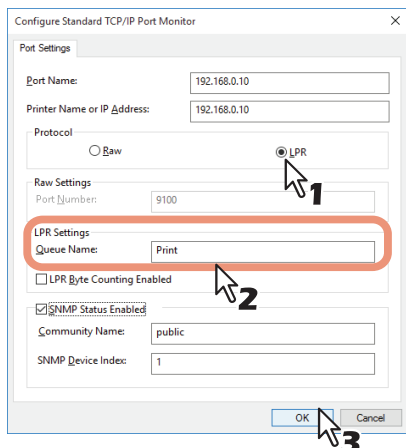 Configure Standard TCP/IP Port Monitor
Port Settings
Port Name: 192.168.0.10
Printer Name or IP Address: 192.168.0.10
Protocol
Raw LPR
1
Raw Settings
Port Number: 9100
LPR Settings
Queue Name: Print
LPR Byte Counting Enabled
2
SNMP Status Enabled
Community Name: public
SNMP Device Index: 1
OK Cancel
3